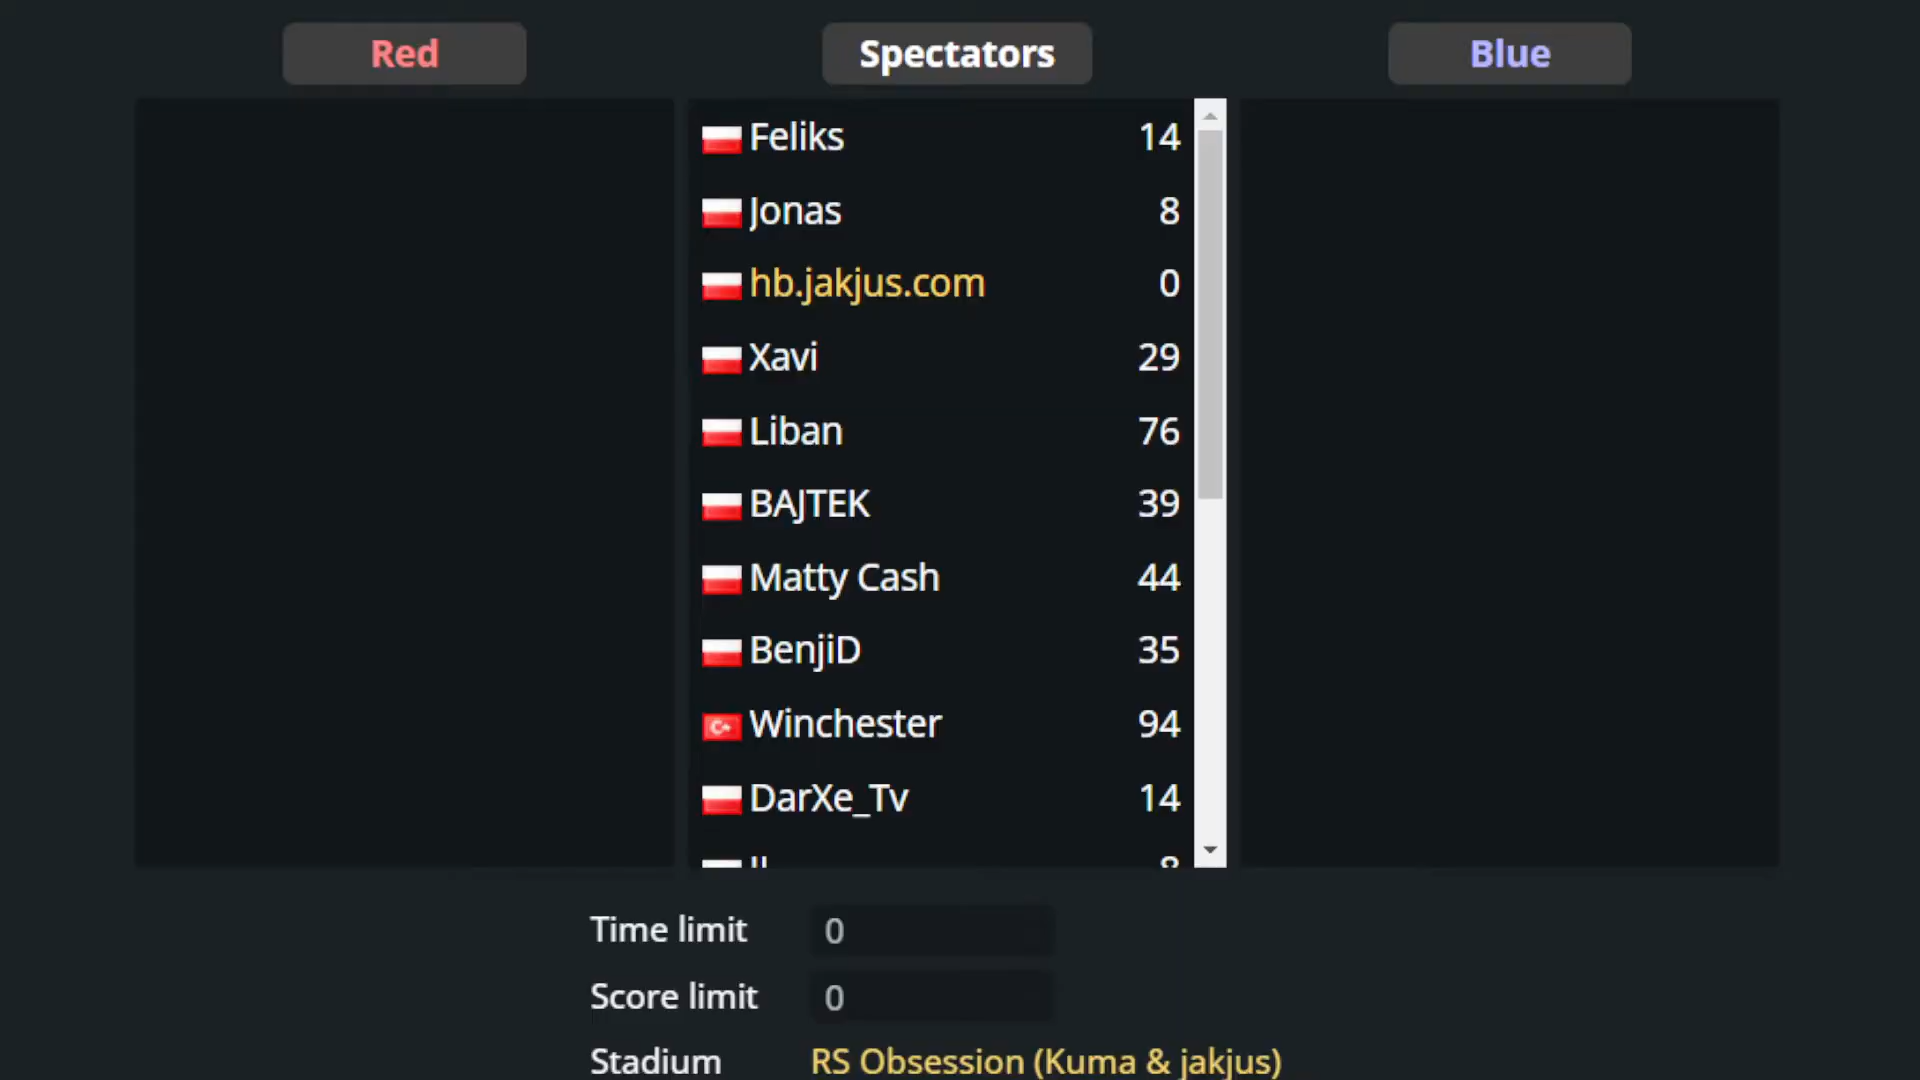 Red
Spectators
Blue
Feliks 14
Jonas 8
hb.jakjus.com 0
Xavi 29
Liban 76
BAJTEK 39
Matty Cash 44
BenjiD 35
Winchester 94
DarXe_Tv 14
Time limit 0
Score limit 0
Stadium RS Obsession (Kuma & jakjus)